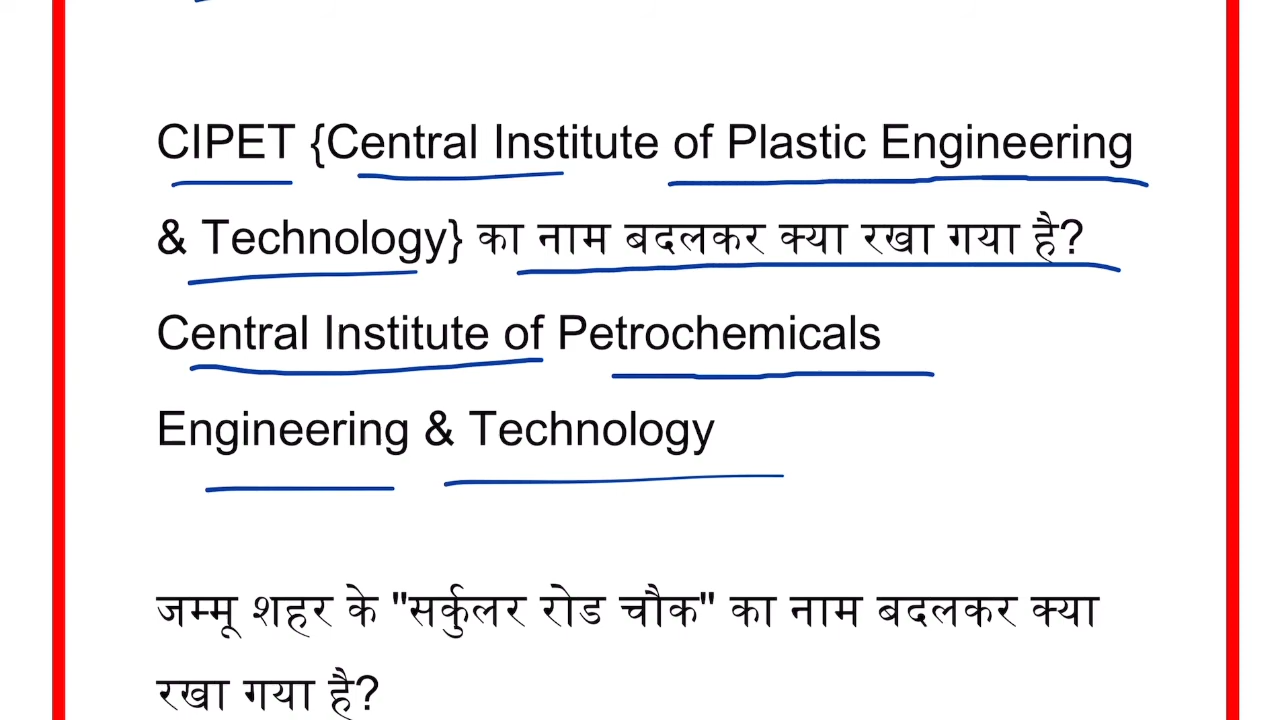 CIPET {Central Institute of Plastic Engineering
& Technology} का नाम बदलकर क्या रखा गया है?
Central Institute of Petrochemicals
Engineering & Technology
जम्मू शहर के "सर्कुलर रोड चौक" का नाम बदलकर क्या
रखा गया है?